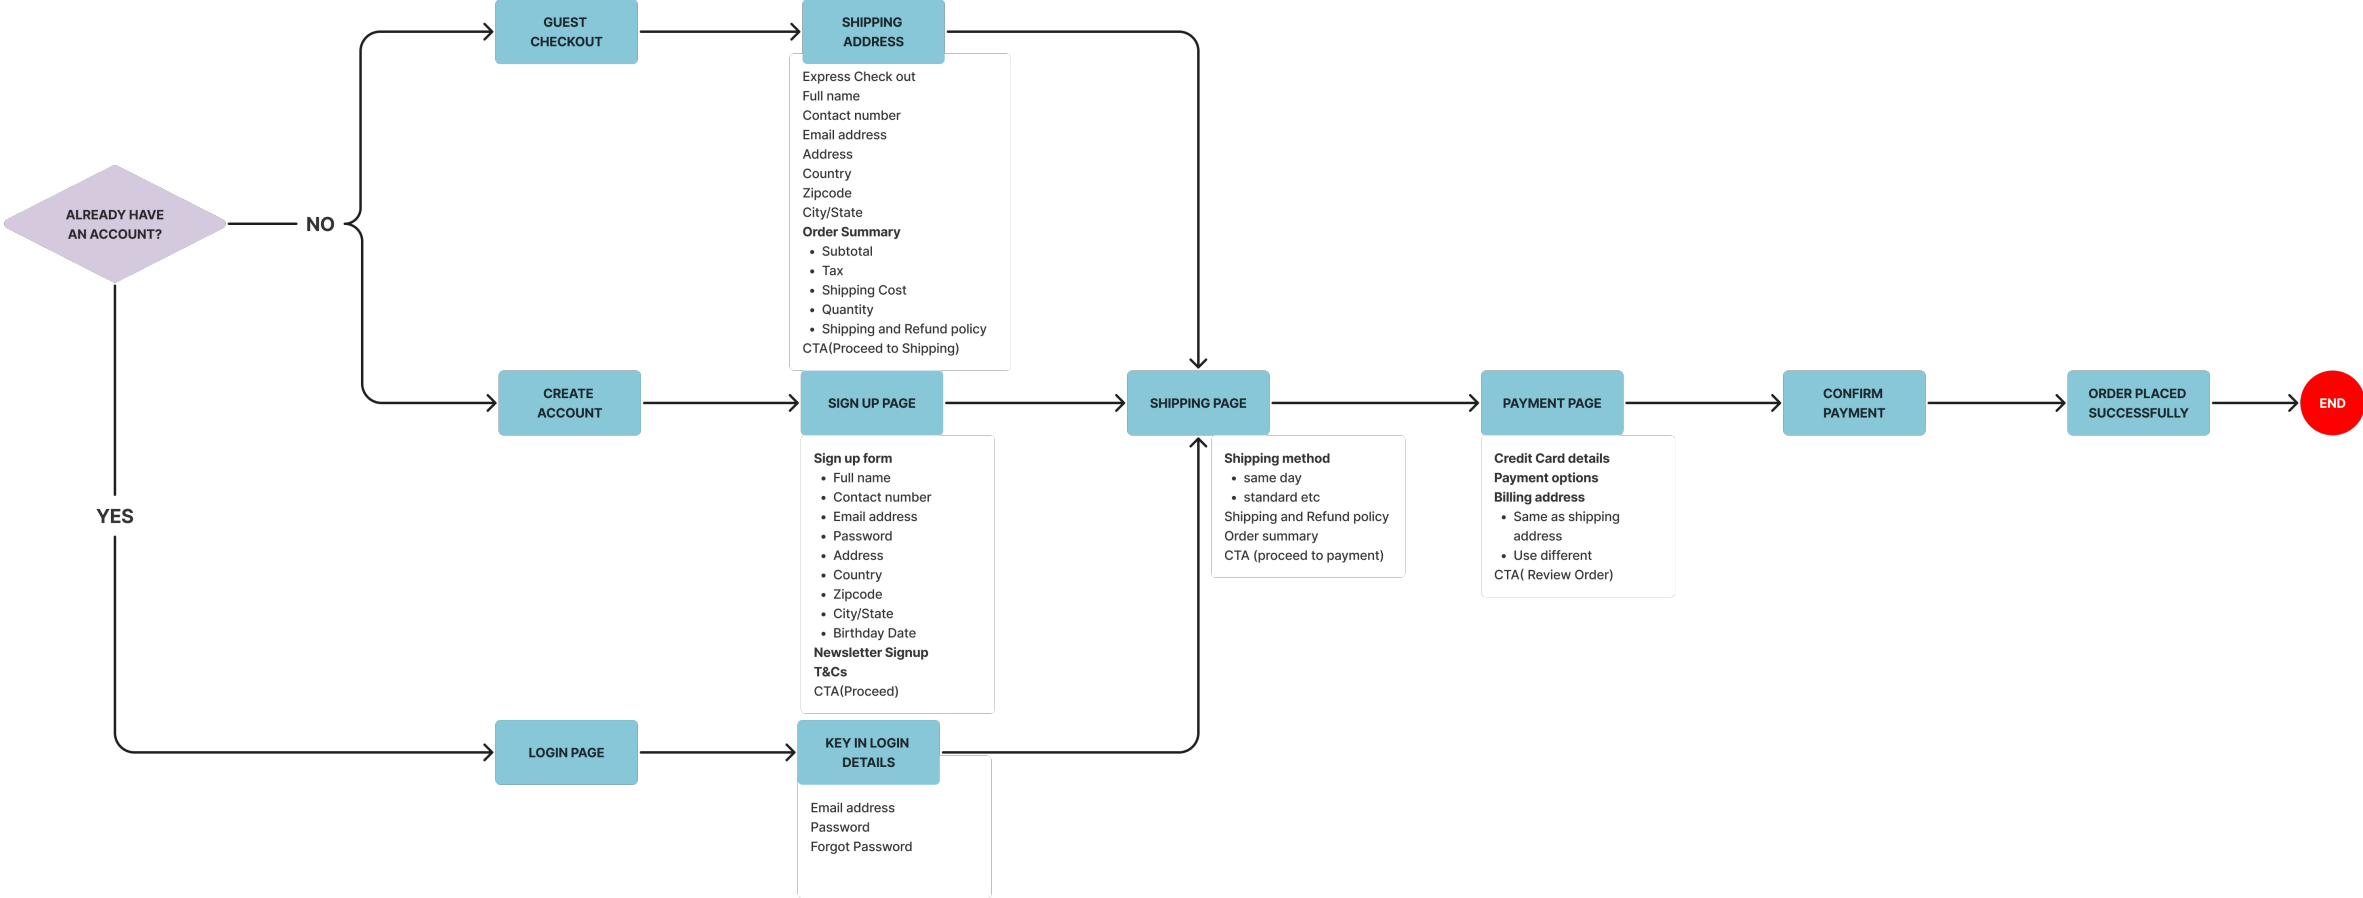 GUEST
CHECKOUT
SHIPPING
ADDRESS
Express Check out
Full name
Contact number
Email address
Address
Country
Zipcode
City/State
Order Summary
• Subtotal
• Tax
• Shipping Cost
• Quantity
• Shipping and Refund policy
CTA(Proceed to Shipping)
ALREADY HAVE
AN ACCOUNT?
NO
YES
CREATE
ACCOUNT
SIGN UP PAGE
Sign up form
• Full name
• Contact number
• Email address
• Password
• Address
• Country
• Zipcode
• City/State
• Birthday Date
Newsletter Signup
T&Cs
CTA(Proceed)
SHIPPING PAGE
Shipping method
• same day
• standard etc
Shipping and Refund policy
Order summary
CTA (proceed to payment)
PAYMENT PAGE
Credit Card details
Payment options
Billing address
• Same as shipping
address
• Use different
CTA( Review Order)
CONFIRM
PAYMENT
ORDER PLACED
SUCCESSFULLY
END
LOGIN PAGE
KEY IN LOGIN
DETAILS
Email address
Password
Forgot Password